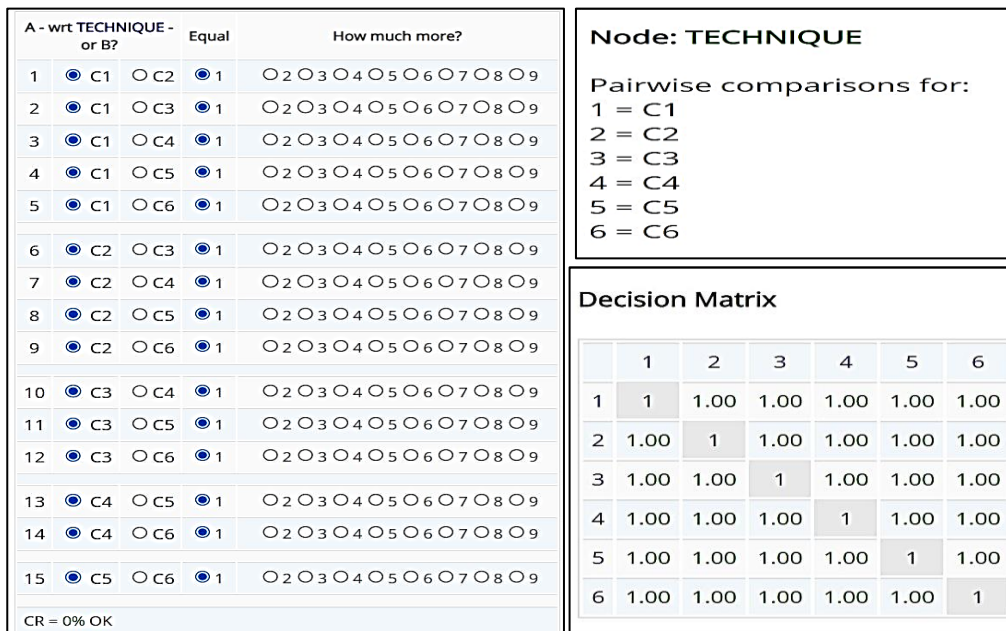 A - wrt TECHNIQUE - or B? Equal How much more?
1 C1 C2 1 2 3 4 5 6 7 8 9
2 C1 C3 1 2 3 4 5 6 7 8 9
3 C1 C4 1 2 3 4 5 6 7 8 9
4 C1 C5 1 2 3 4 5 6 7 8 9
5 C1 C6 1 2 3 4 5 6 7 8 9
6 C2 C3 1 2 3 4 5 6 7 8 9
7 C2 C4 1 2 3 4 5 6 7 8 9
8 C2 C5 1 2 3 4 5 6 7 8 9
9 C2 C6 1 2 3 4 5 6 7 8 9
10 C3 C4 1 2 3 4 5 6 7 8 9
11 C3 C5 1 2 3 4 5 6 7 8 9
12 C3 C6 1 2 3 4 5 6 7 8 9
13 C4 C5 1 2 3 4 5 6 7 8 9
14 C4 C6 1 2 3 4 5 6 7 8 9
15 C5 C6 1 2 3 4 5 6 7 8 9
CR = 0% OK
Node: TECHNIQUE
Pairwise comparisons for:
1 = C1
2 = C2
3 = C3
4 = C4
5 = C5
6 = C6
Decision Matrix
1 2 3 4 5 6
1 1 1.00 1.00 1.00 1.00 1.00
2 1.00 1 1.00 1.00 1.00 1.00
3 1.00 1.00 1 1.00 1.00 1.00
4 1.00 1.00 1.00 1 1.00 1.00
5 1.00 1.00 1.00 1.00 1 1.00
6 1.00 1.00 1.00 1.00 1.00 1